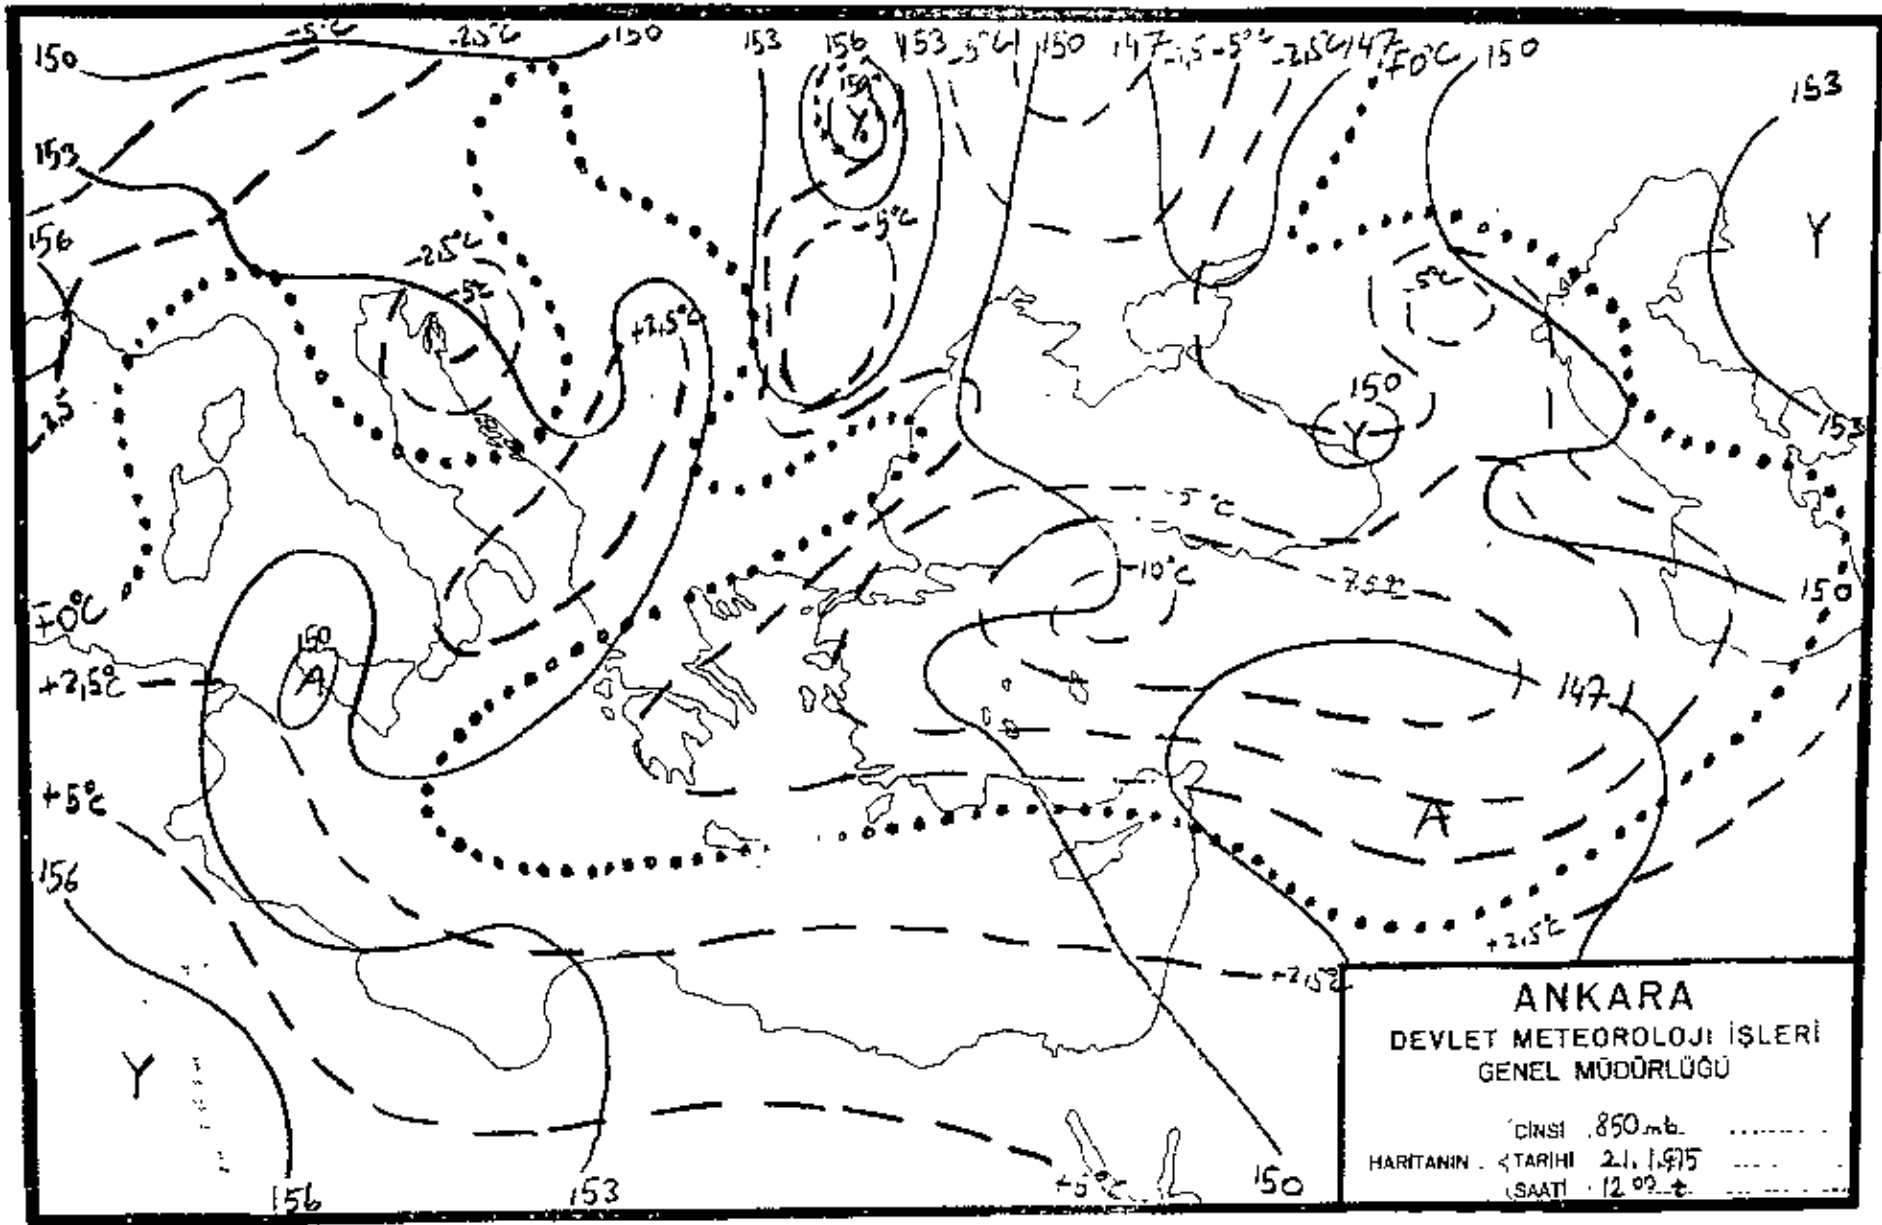 150 -5°C -2,5°C 150 153 156 153 -5°C 150 147 -5°C -2,5°C 147 +0°C 150
153
150
Y
153
156
Y
-5°C
-2,5°C
-5°C
-5°C
+2,5°C
150
Y
153
-2,5
-5°C
-10°C
-7,5°C
150
+0°C
150
A
+2,5°C
147
+5°C
A
156
+2,5°C
+2,5°C
Y
156
153
+5°C
150
ANKARA
DEVLET METEOROLOJİ İŞLERİ
GENEL MÜDÜRLÜĞÜ
CİNSİ 850 mb.
HARİTANIN TARİHİ 21.1.975
SAATİ 12 00 t